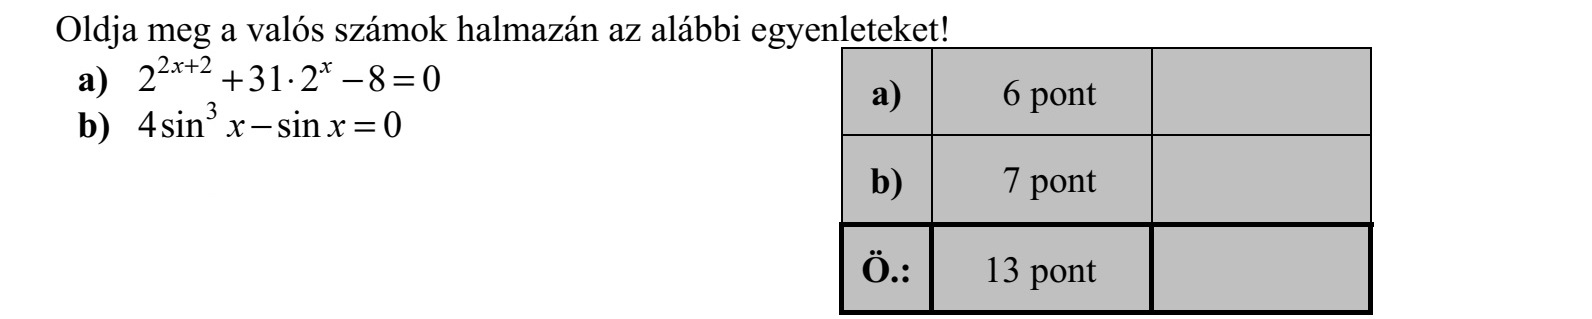 Oldja meg a valós számok halmazán az alábbi egyenleteket!
a) 2^{2x+2} + 31·2^x − 8 = 0
b) 4 sin^3 x − sin x = 0
a) 6 pont
b) 7 pont
Ö.: 13 pont